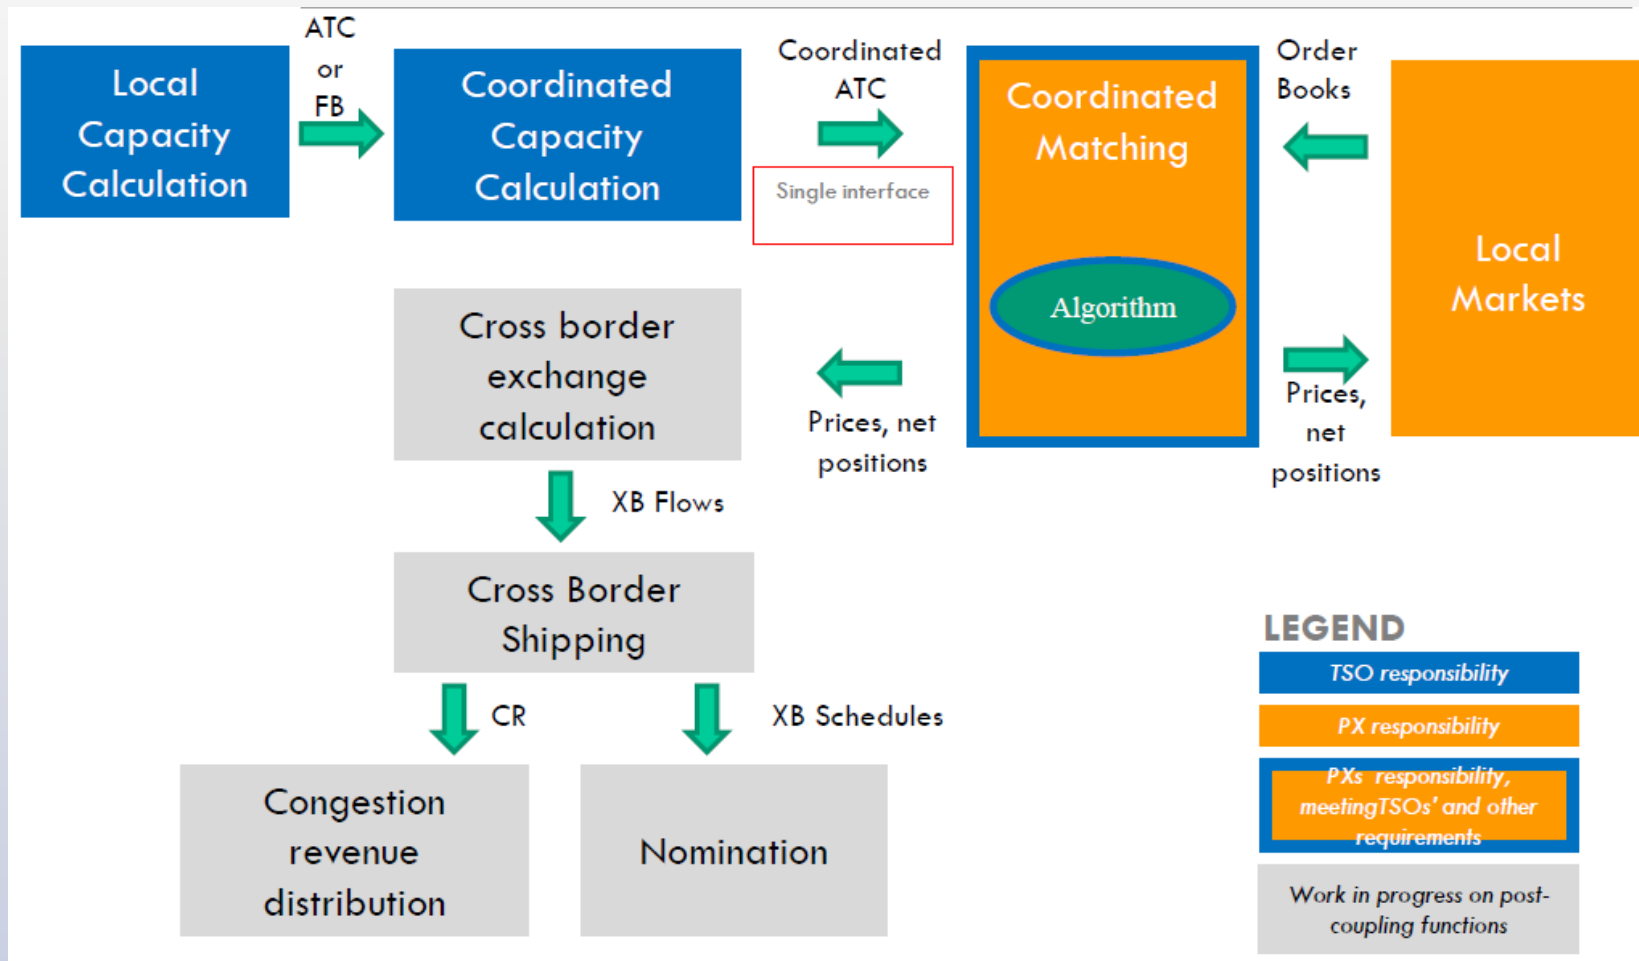 ATC
or
FB
Local
Capacity
Calculation
Coordinated
Capacity
Calculation
Coordinated
ATC
Single interface
Coordinated
Matching
Algorithm
Order
Books
Local
Markets
Prices,
net
positions
Prices, net
positions
Cross border
exchange
calculation
XB Flows
Cross Border
Shipping
CR
XB Schedules
Congestion
revenue
distribution
Nomination
LEGEND
TSO responsibility
PX responsibility
PXs responsibility,
meetingTSOs' and other
requirements
Work in progress on post-
coupling functions